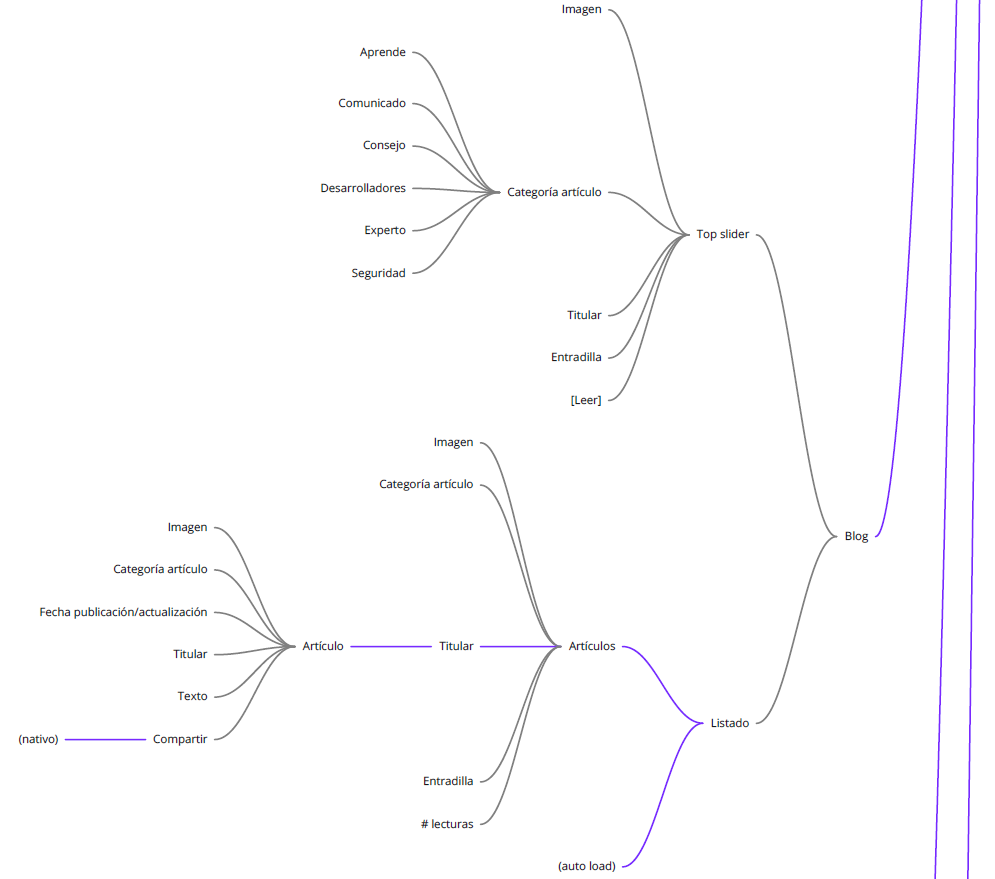 Imagen
Aprende
Comunicado
Consejo
Desarrolladores
Categoría artículo
Experto
Top slider
Seguridad
Titular
Entradilla
[Leer]
Imagen
Categoría artículo
Imagen
Blog
Categoría artículo
Fecha publicación/actualización
Artículo
Titular
Artículos
Titular
Texto
Listado
(nativo)
Compartir
Entradilla
# lecturas
(auto load)